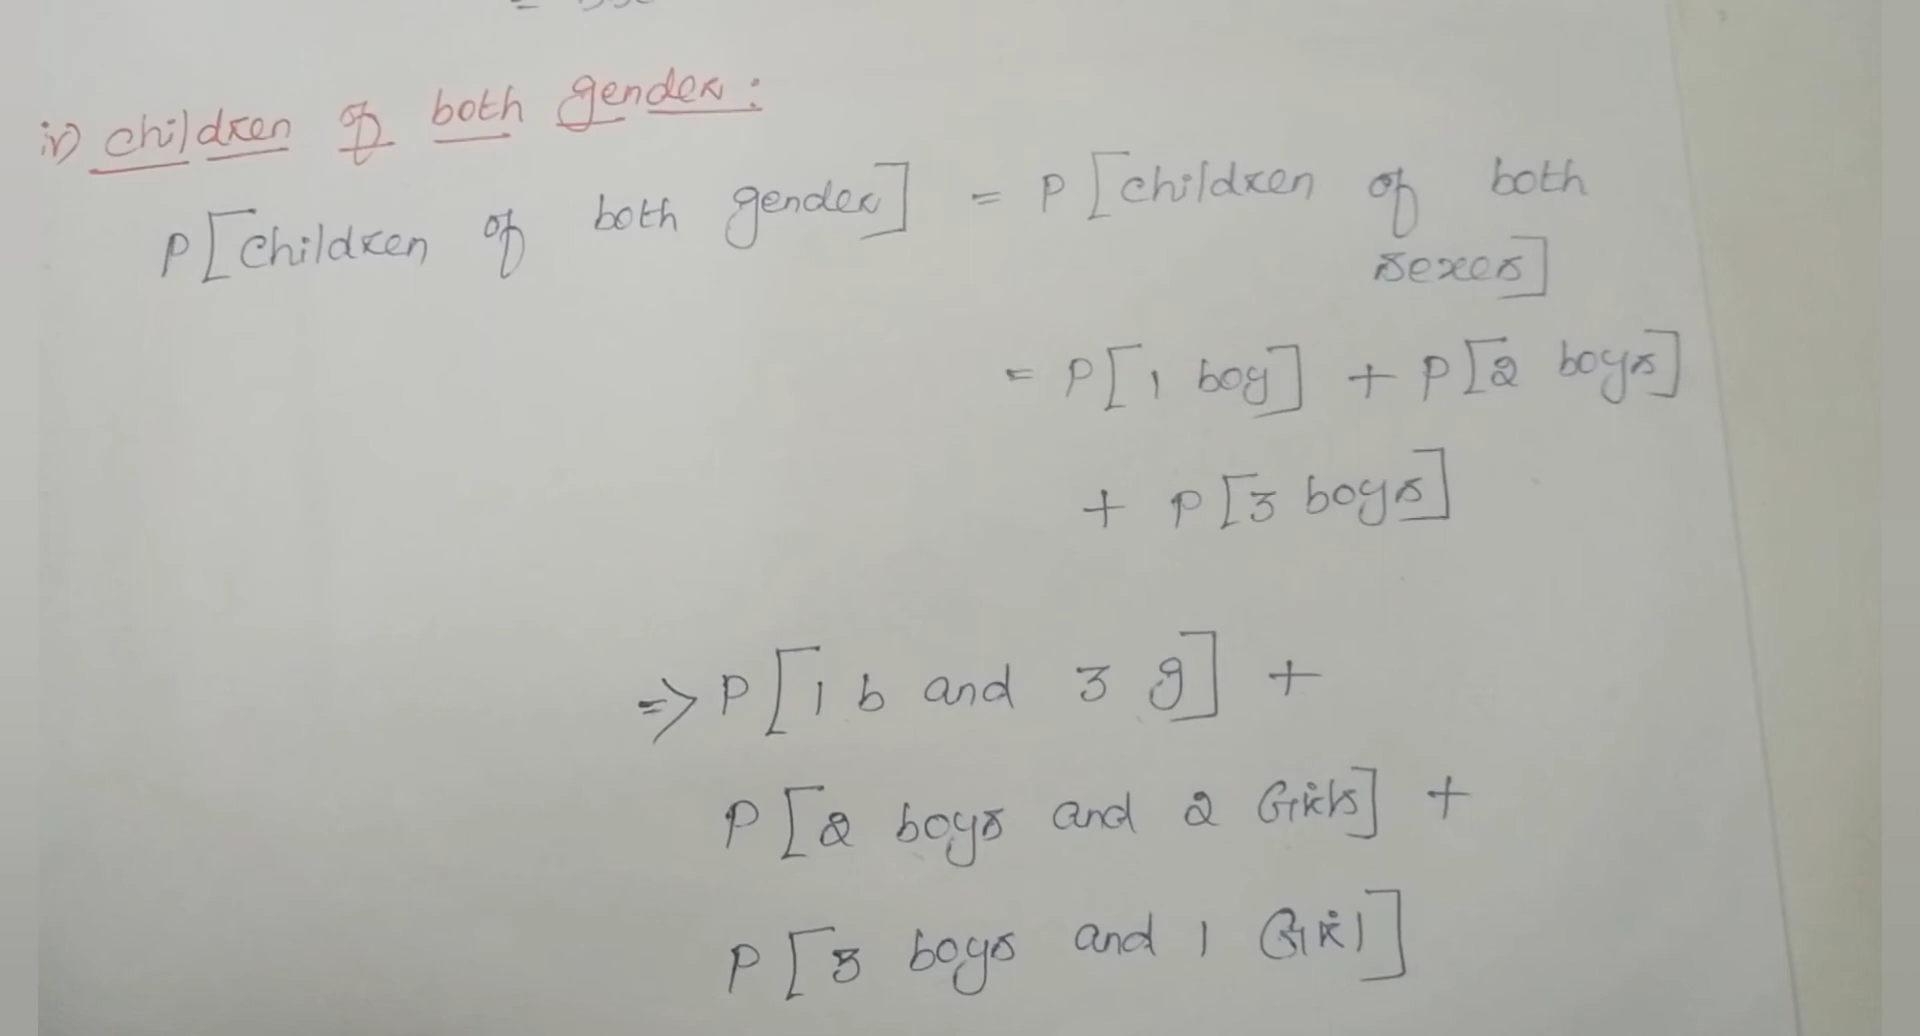 iv) children of both gender:
P[children of both gender] = P[children of both
sexes]
= P[1 boy] + P[2 boys]
+ P[3 boys]
=> P[1 b and 3 g] +
P[2 boys and 2 Girls] +
P[3 boys and 1 Girl]